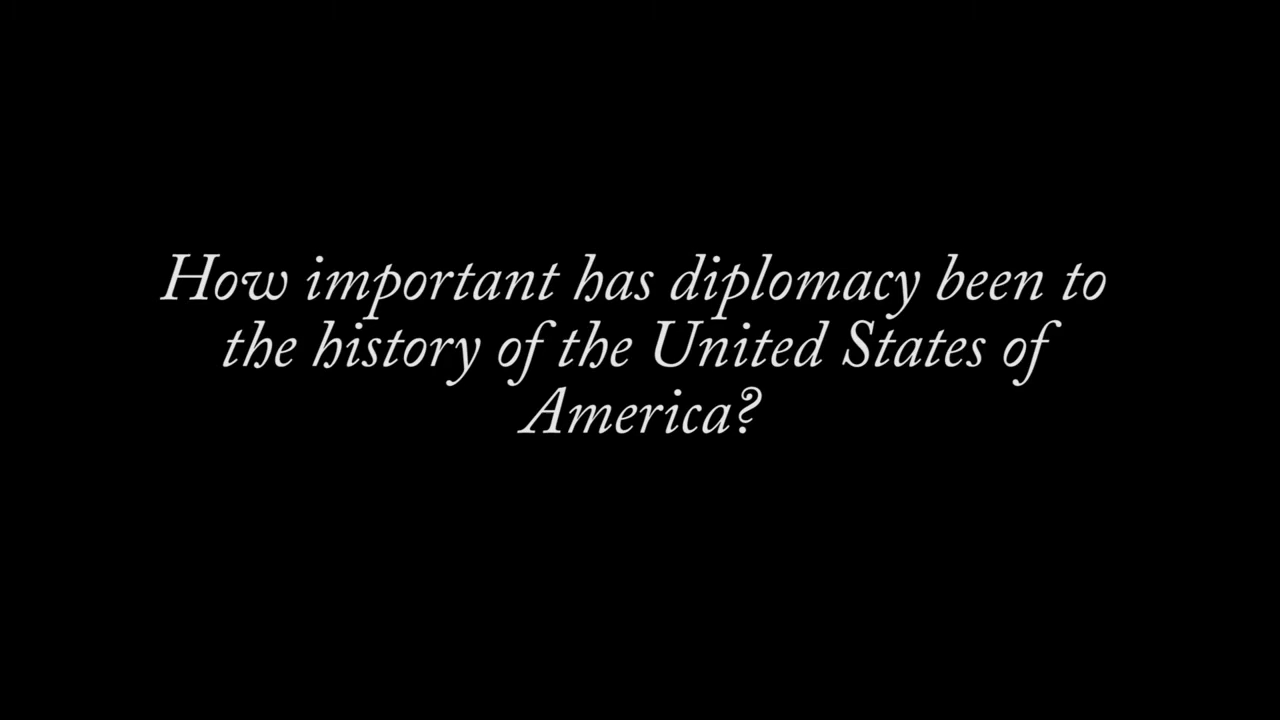 How important has diplomacy been to
the history of the United States of
America?